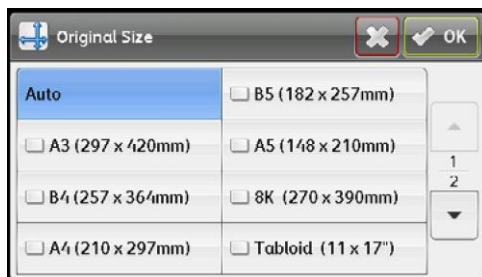 Original Size
OK
Auto
B5 (182 x 257mm)
A3 (297 x 420mm)
A5 (148 x 210mm)
B4 (257 x 364mm)
8K (270 x 390mm)
A4 (210 x 297mm)
Tabloid (11 x 17")
1
2